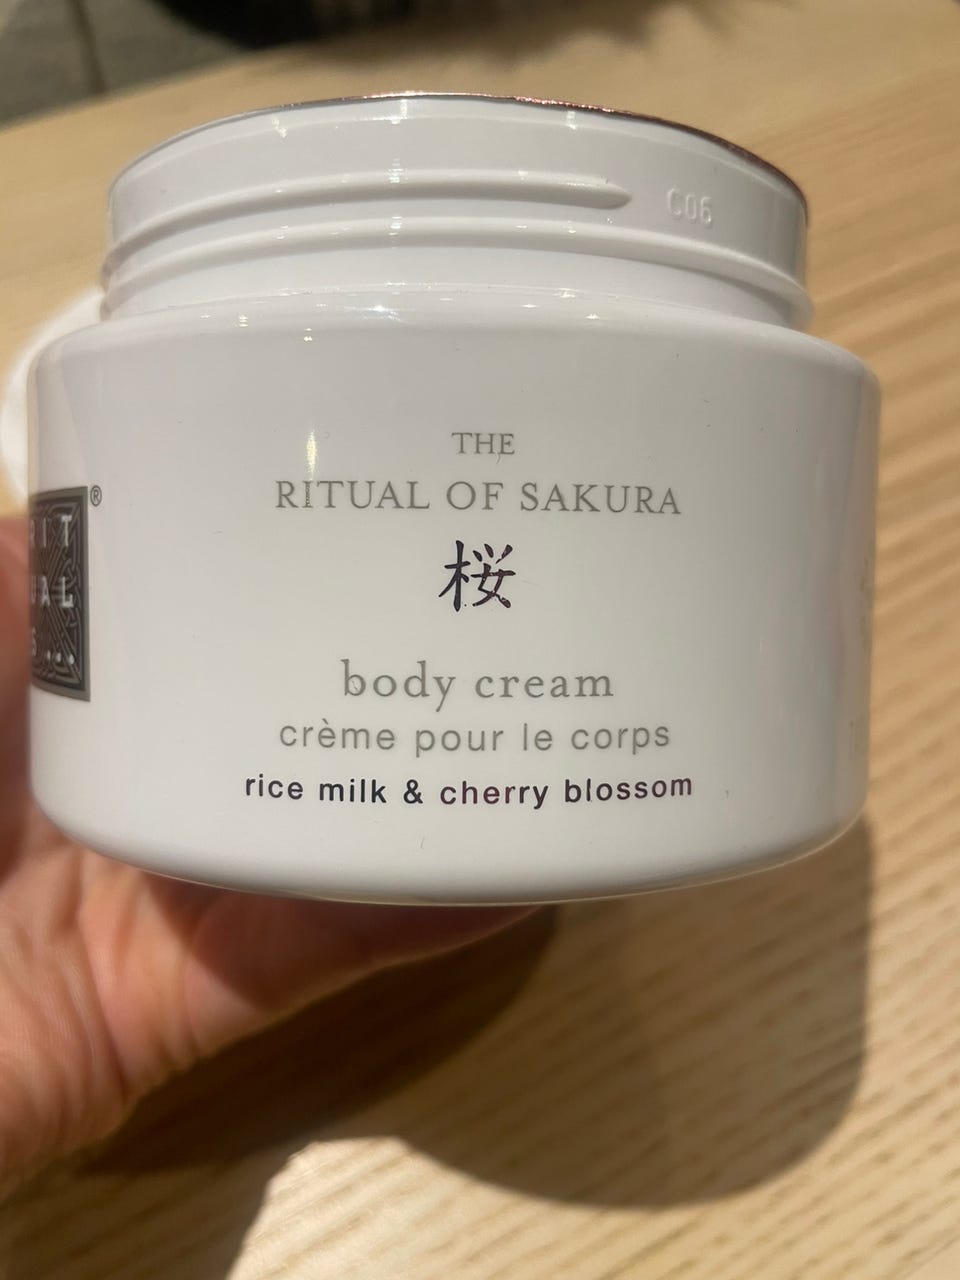 C06
THE
RITUAL OF SAKURA
桜
body cream
crème pour le corps
rice milk & cherry blossom
®